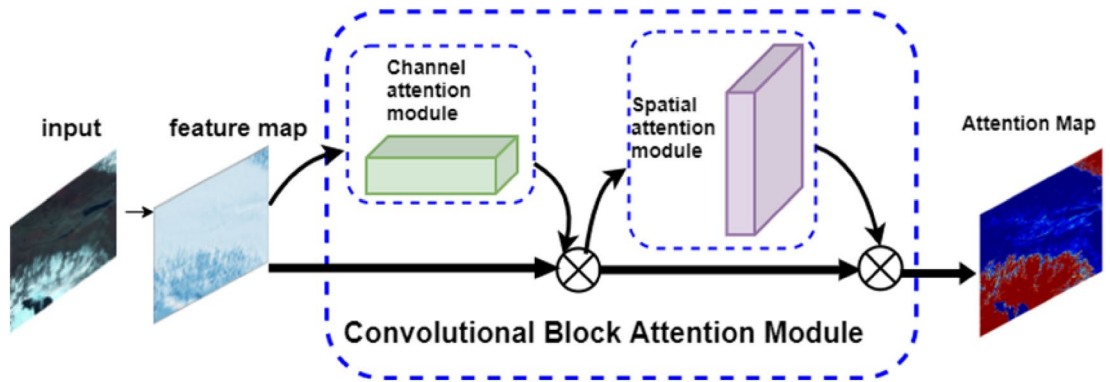 input
feature map
Channel
attention
module
Spatial
attention
module
Attention Map
Convolutional Block Attention Module